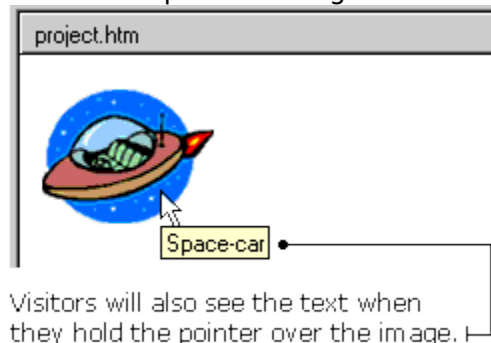 project.htm
Space-car
Visitors will also see the text when
they hold the pointer over the image.